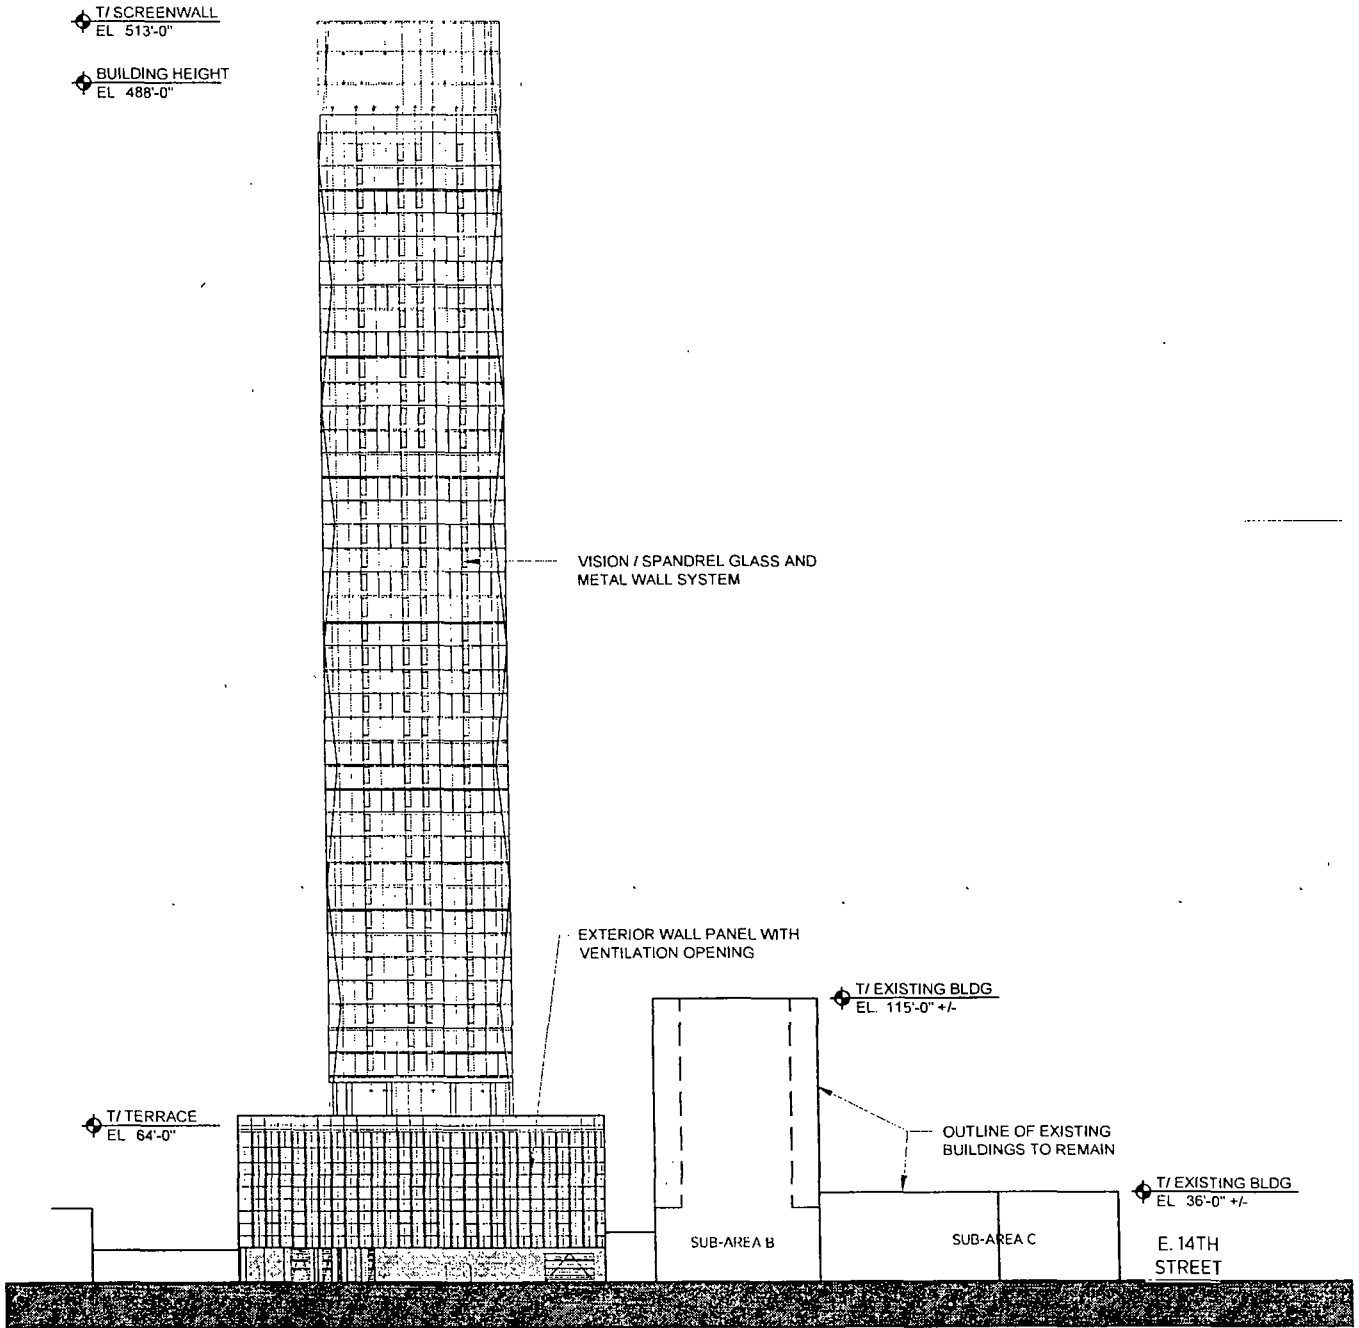 T/ SCREENWALL
EL 513'-0"
BUILDING HEIGHT
EL 488'-0"
VISION / SPANDREL GLASS AND
METAL WALL SYSTEM
EXTERIOR WALL PANEL WITH
VENTILATION OPENING
T/ EXISTING BLDG
EL. 115'-0" +/-
T/ TERRACE
EL 64'-0"
OUTLINE OF EXISTING
BUILDINGS TO REMAIN
T/ EXISTING BLDG
EL 36'-0" +/-
SUB-AREA B
SUB-AREA C
E. 14TH
STREET